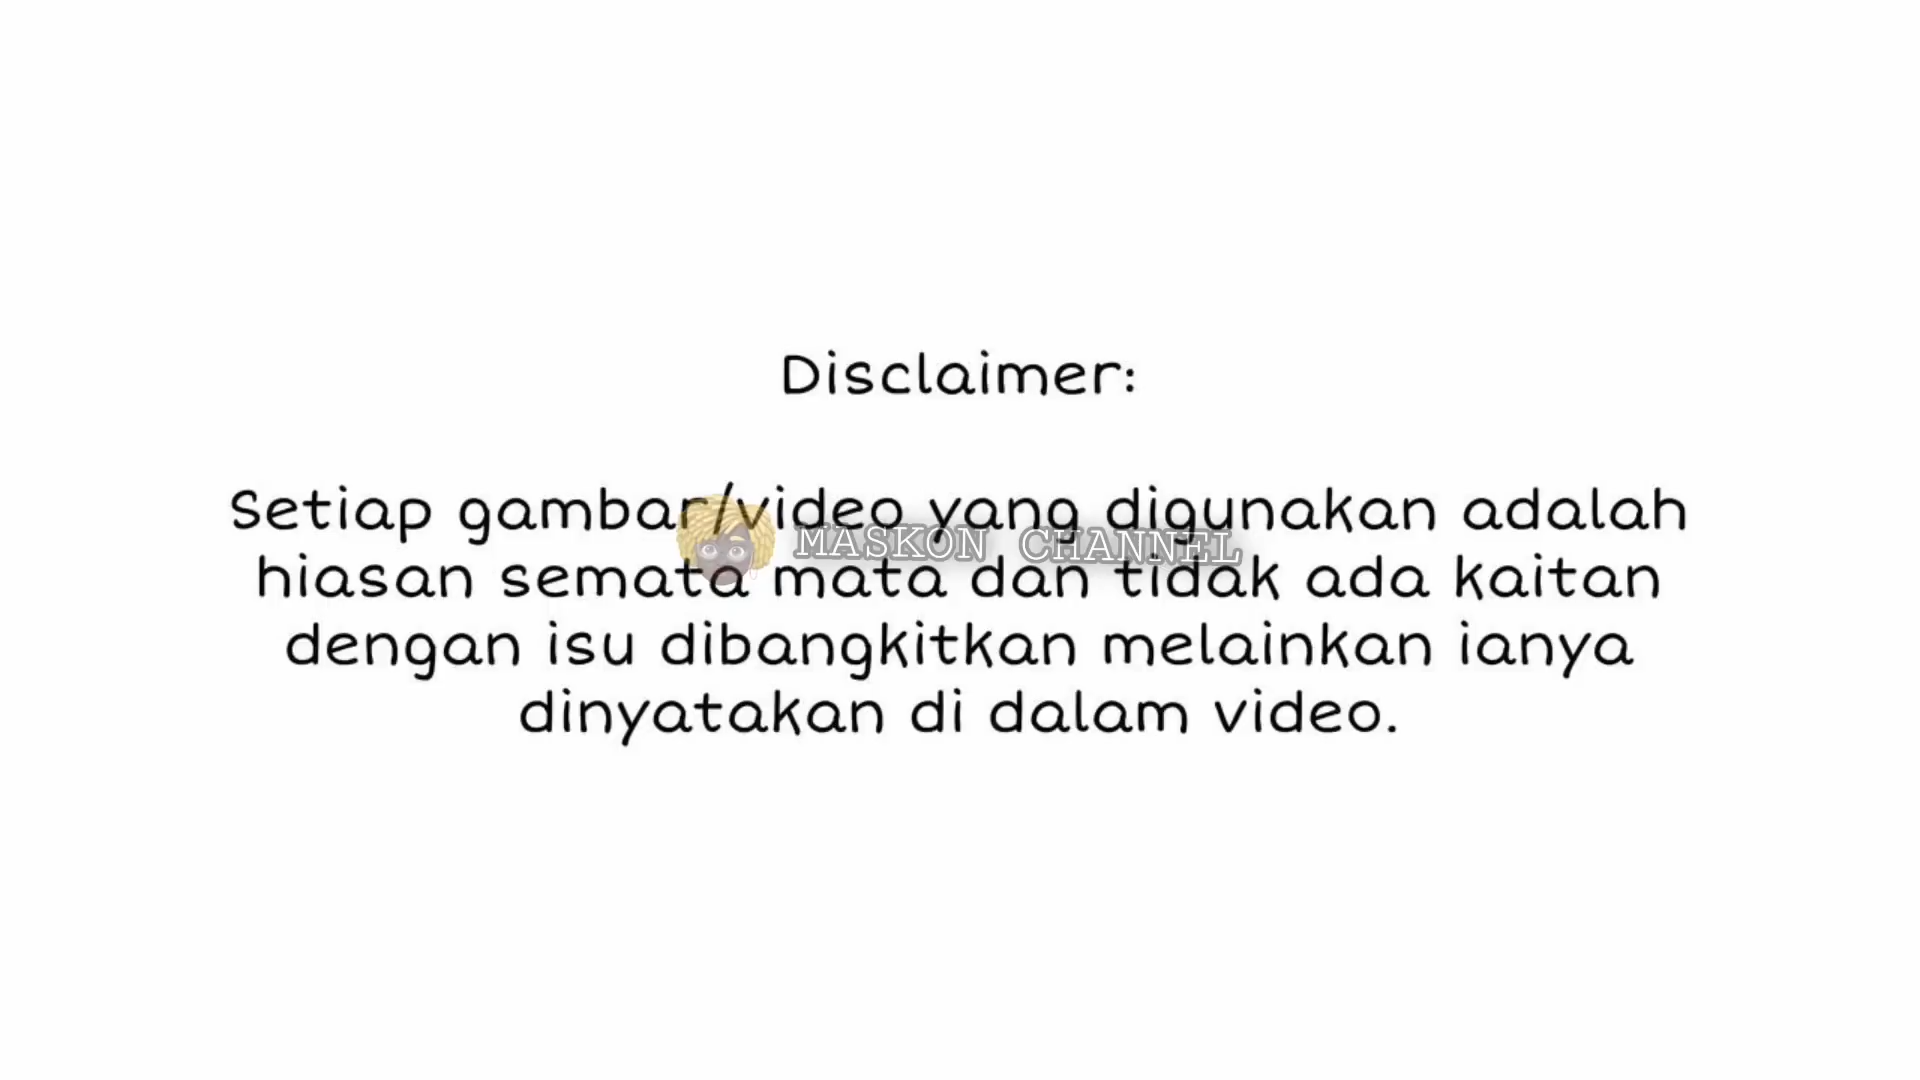 Disclaimer:
Setiap gambar/video yang digunakan adalah
MASKON CHANNEL
hiasan semata mata dan tidak ada kaitan
dengan isu dibangkitkan melainkan ianya
dinyatakan di dalam video.